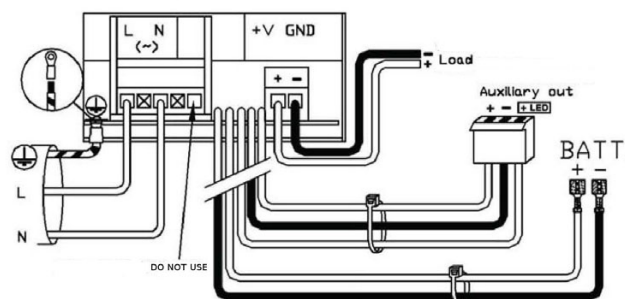 L N
(~)
+V GND
+ -
- Load
+
Auxiliary out
+ - + LED
BATT
+ -
L
N
DO NOT USE